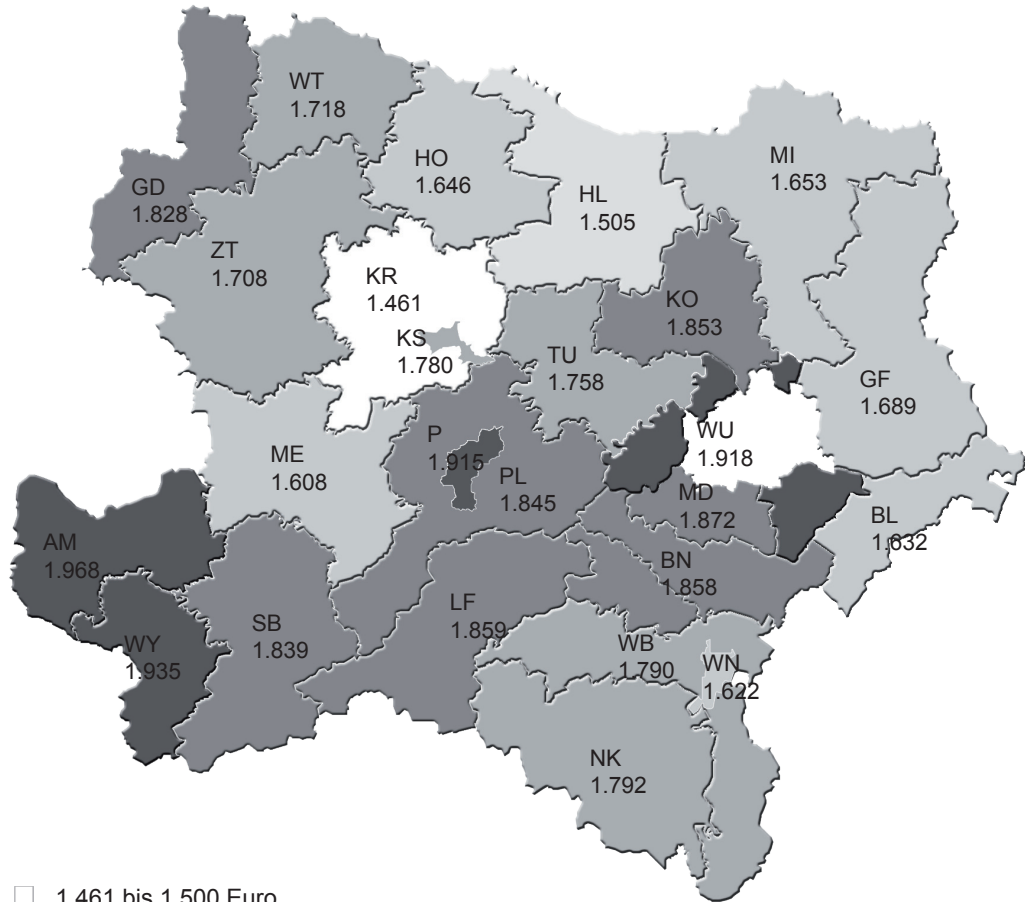 WT
1.718
HO
1.646
MI
1.653
GD
1.828
HL
1.505
ZT
1.708
KR
1.461
KO
1.853
KS
1.780
TU
1.758
GF
1.689
WU
1.918
P
1.915
ME
1.608
PL
1.845
MD
1.872
BL
1.632
AM
1.968
BN
1.858
LF
1.859
SB
1.839
WY
1.935
WB
1.790
WN
1.622
NK
1.792
1.461 bis 1.500 Euro